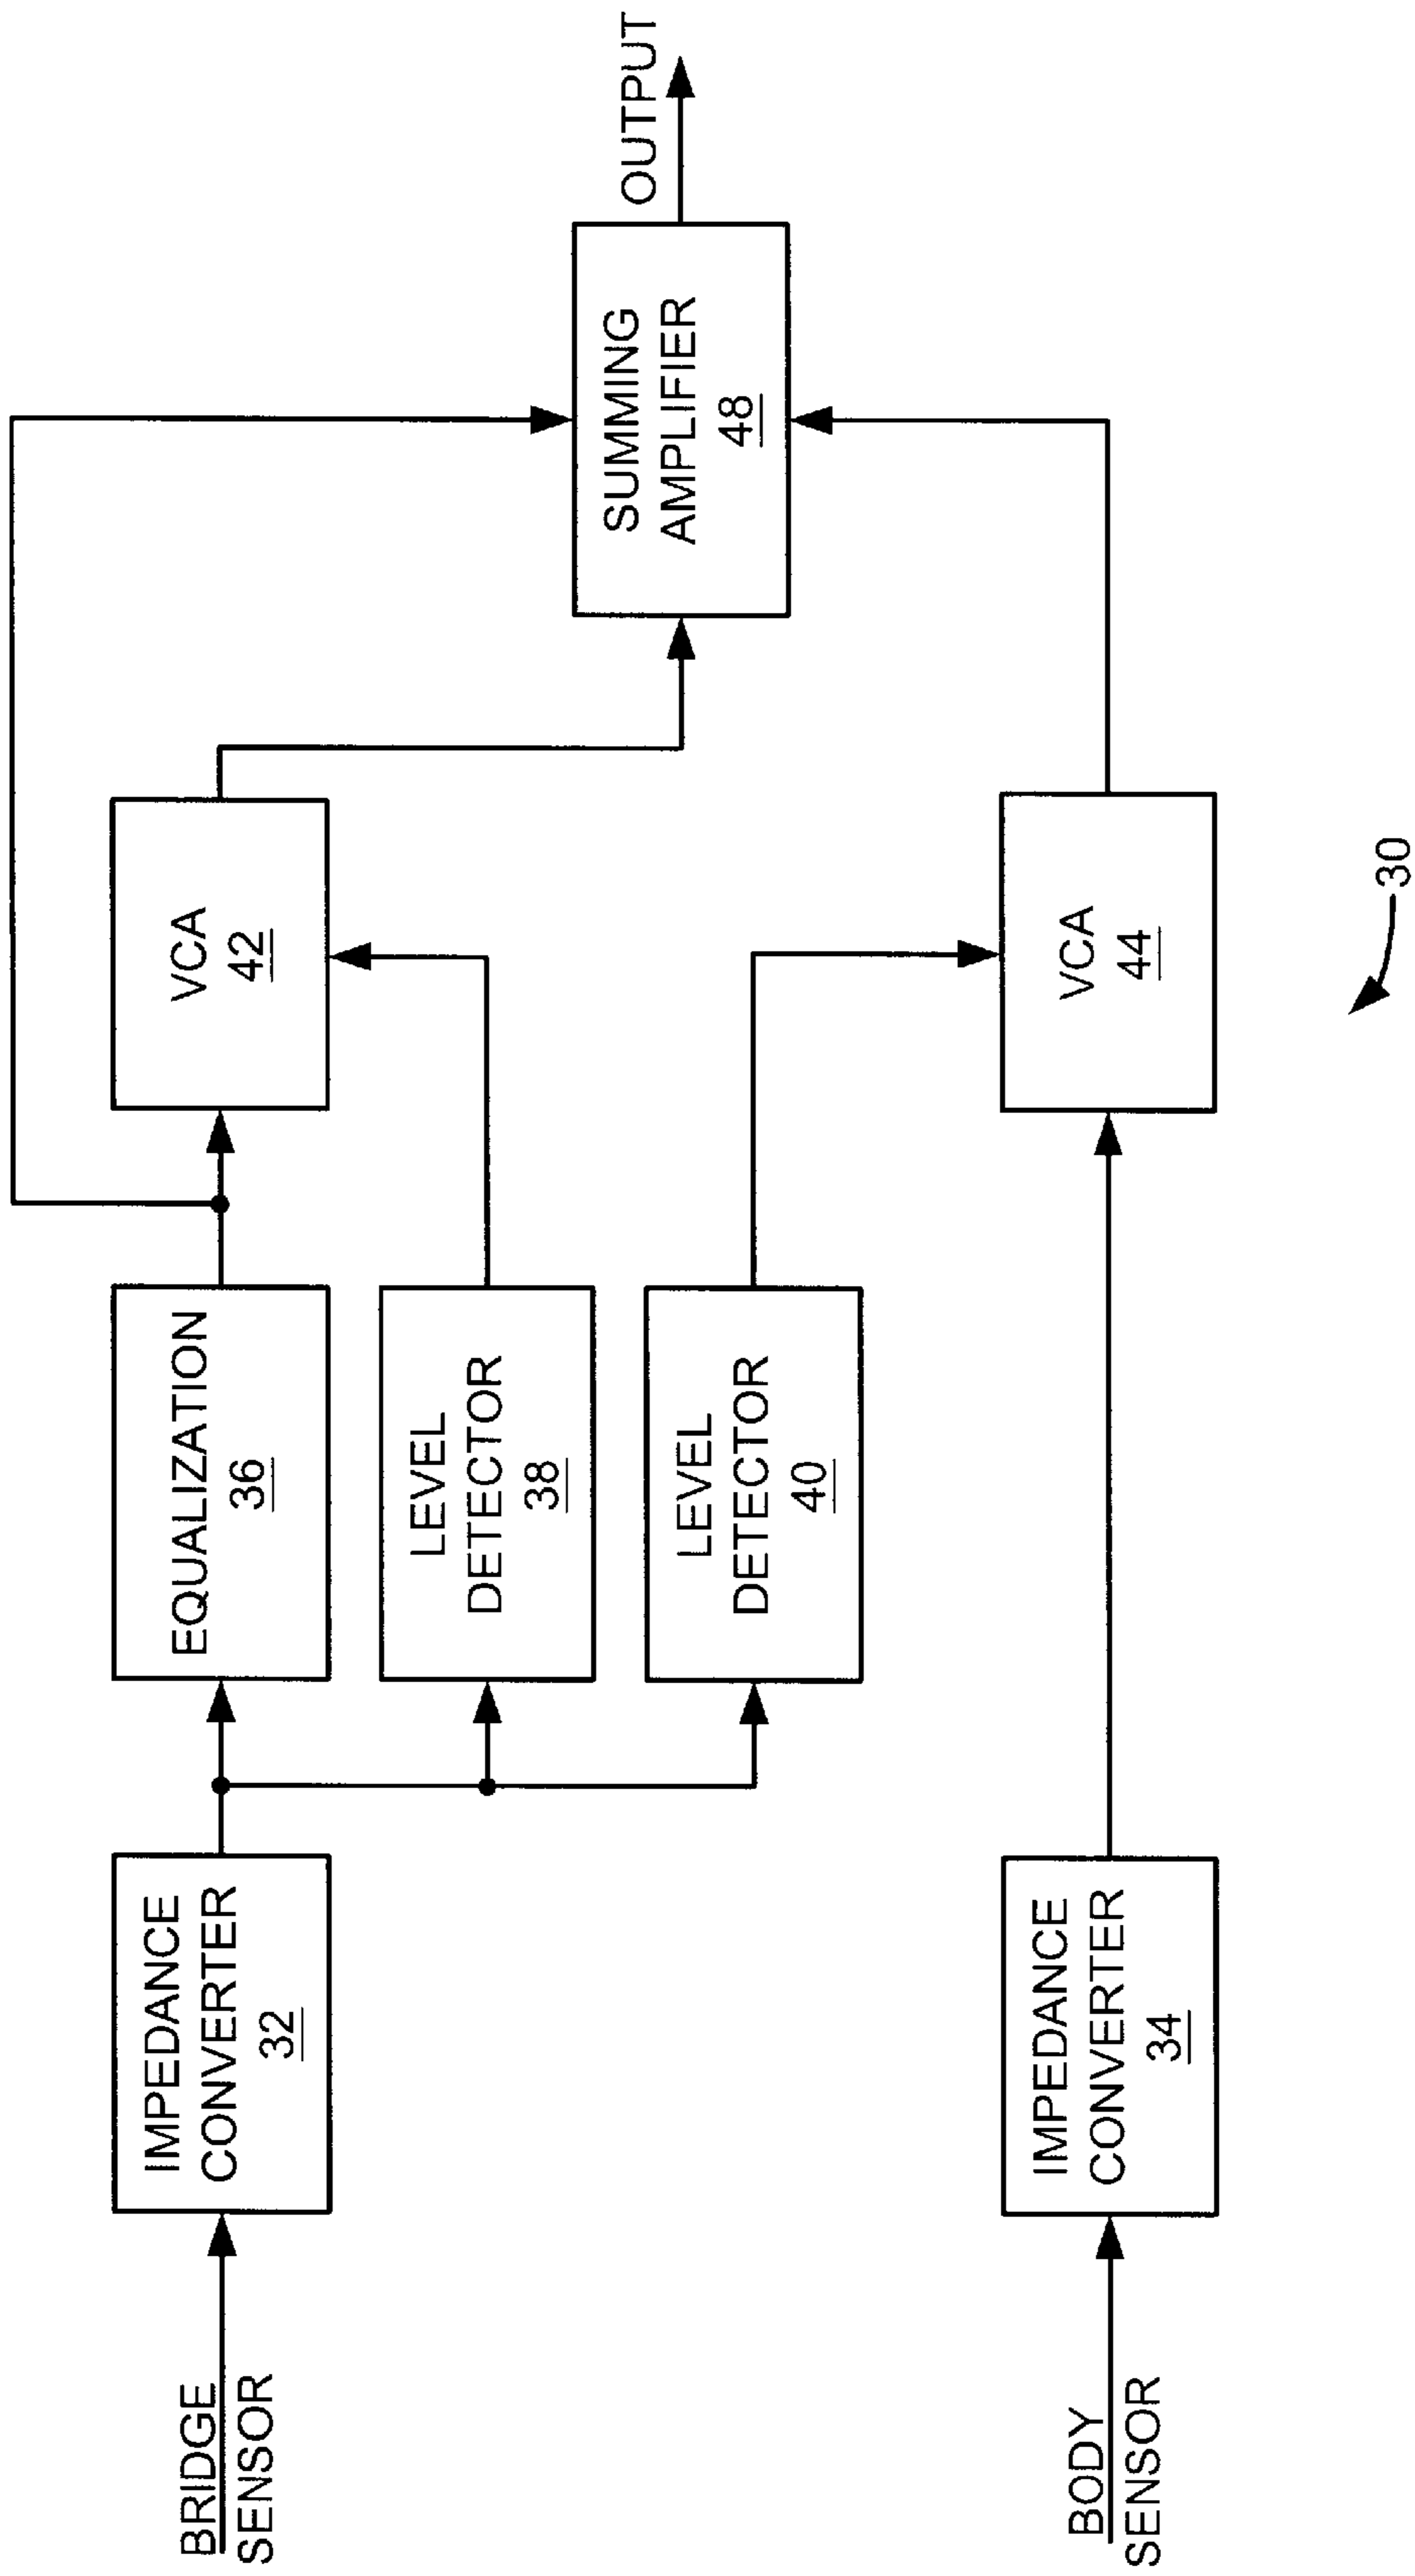 BRIDGE
SENSOR
IMPEDANCE
CONVERTER
32
EQUALIZATION
36
LEVEL
DETECTOR
38
LEVEL
DETECTOR
40
VCA
42
SUMMING
AMPLIFIER
48
OUTPUT
BODY
SENSOR
IMPEDANCE
CONVERTER
34
VCA
44
30